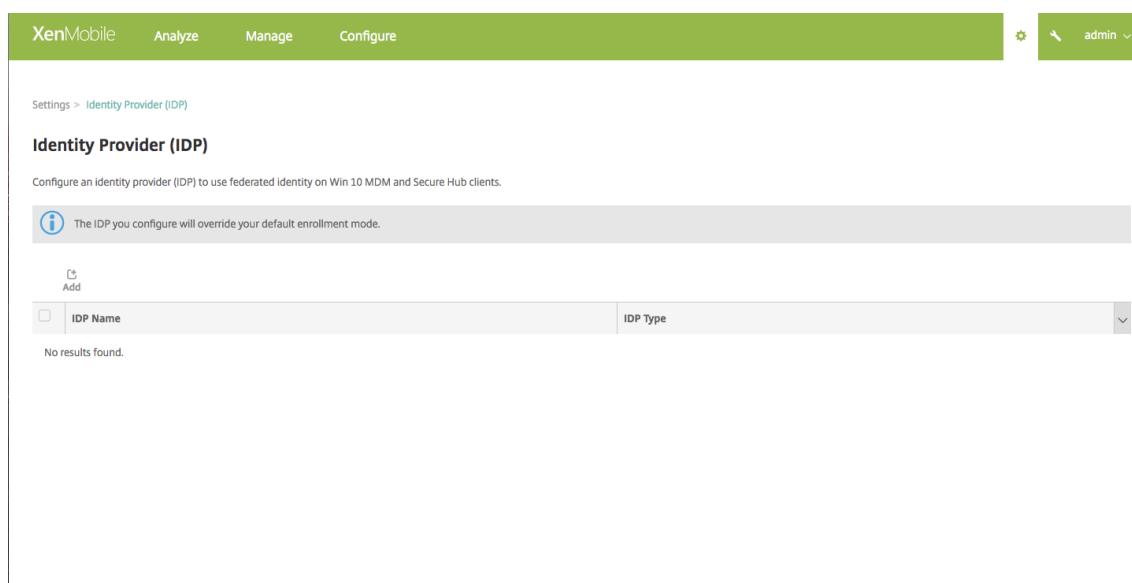 XenMobile Analyze Manage Configure admin
Settings > Identity Provider (IDP)
Identity Provider (IDP)
Configure an identity provider (IDP) to use federated identity on Win 10 MDM and Secure Hub clients.
The IDP you configure will override your default enrollment mode.
Add
IDP Name IDP Type
No results found.